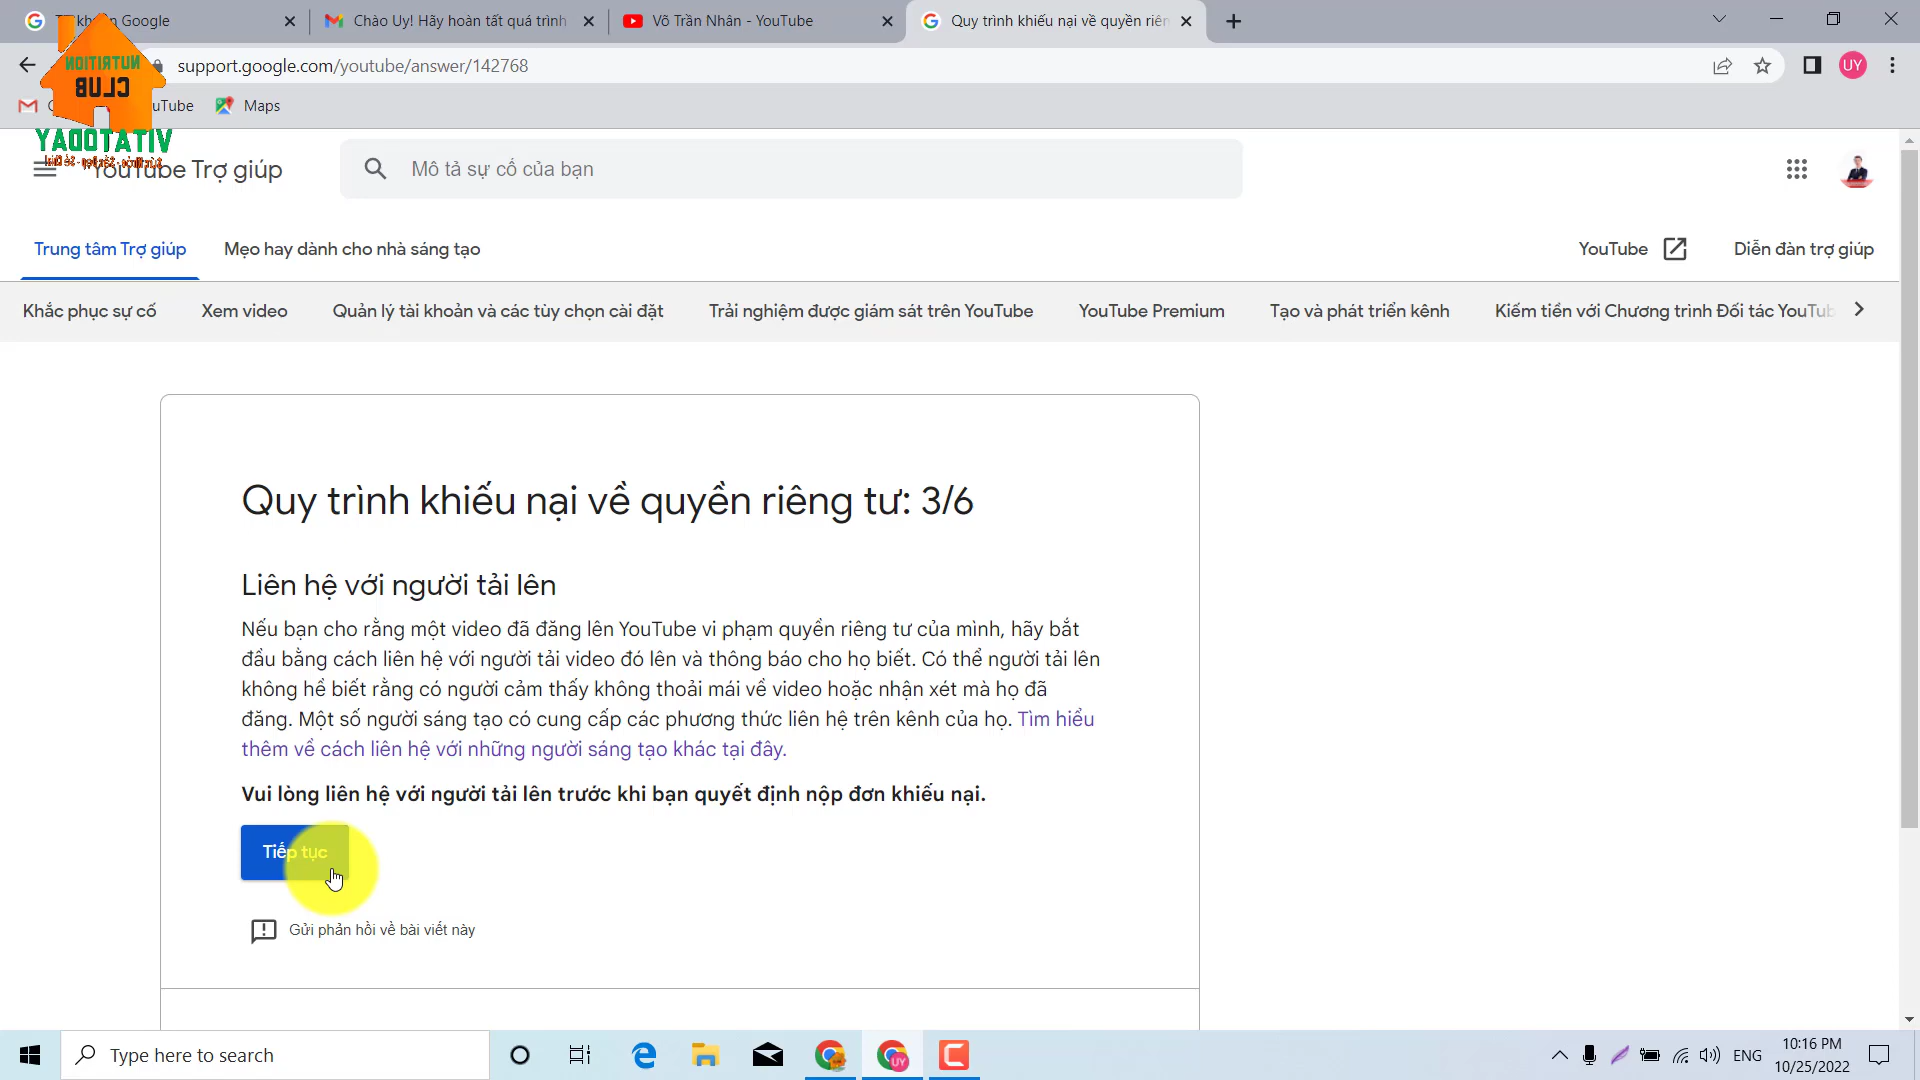 khoản Google
Chào Uy! Hãy hoàn tất quá trình
Võ Trần Nhân - YouTube
Quy trình khiếu nại về quyền riên
support.google.com/youtube/answer/142768
UY
uTube
Maps
NUTRITION
CLUB
VITATODAY
YouTube Trợ giúp
Mô tả sự cố của bạn
Trung tâm Trợ giúp
Mẹo hay dành cho nhà sáng tạo
YouTube
Diễn đàn trợ giúp
Khắc phục sự cố
Xem video
Quản lý tài khoản và các tùy chọn cài đặt
Trải nghiệm được giám sát trên YouTube
YouTube Premium
Tạo và phát triển kênh
Kiếm tiền với Chương trình Đối tác YouTub
Quy trình khiếu nại về quyền riêng tư: 3/6
Liên hệ với người tải lên
Nếu bạn cho rằng một video đã đăng lên YouTube vi phạm quyền riêng tư của mình, hãy bắt
đầu bằng cách liên hệ với người tải video đó lên và thông báo cho họ biết. Có thể người tải lên
không hề biết rằng có người cảm thấy không thoải mái về video hoặc nhận xét mà họ đã
đăng. Một số người sáng tạo có cung cấp các phương thức liên hệ trên kênh của họ. Tìm hiểu
thêm về cách liên hệ với những người sáng tạo khác tại đây.
Vui lòng liên hệ với người tải lên trước khi bạn quyết định nộp đơn khiếu nại.
Tiếp tục
Gửi phản hồi về bài viết này
Type here to search
UY
ENG
10:16 PM
10/25/2022